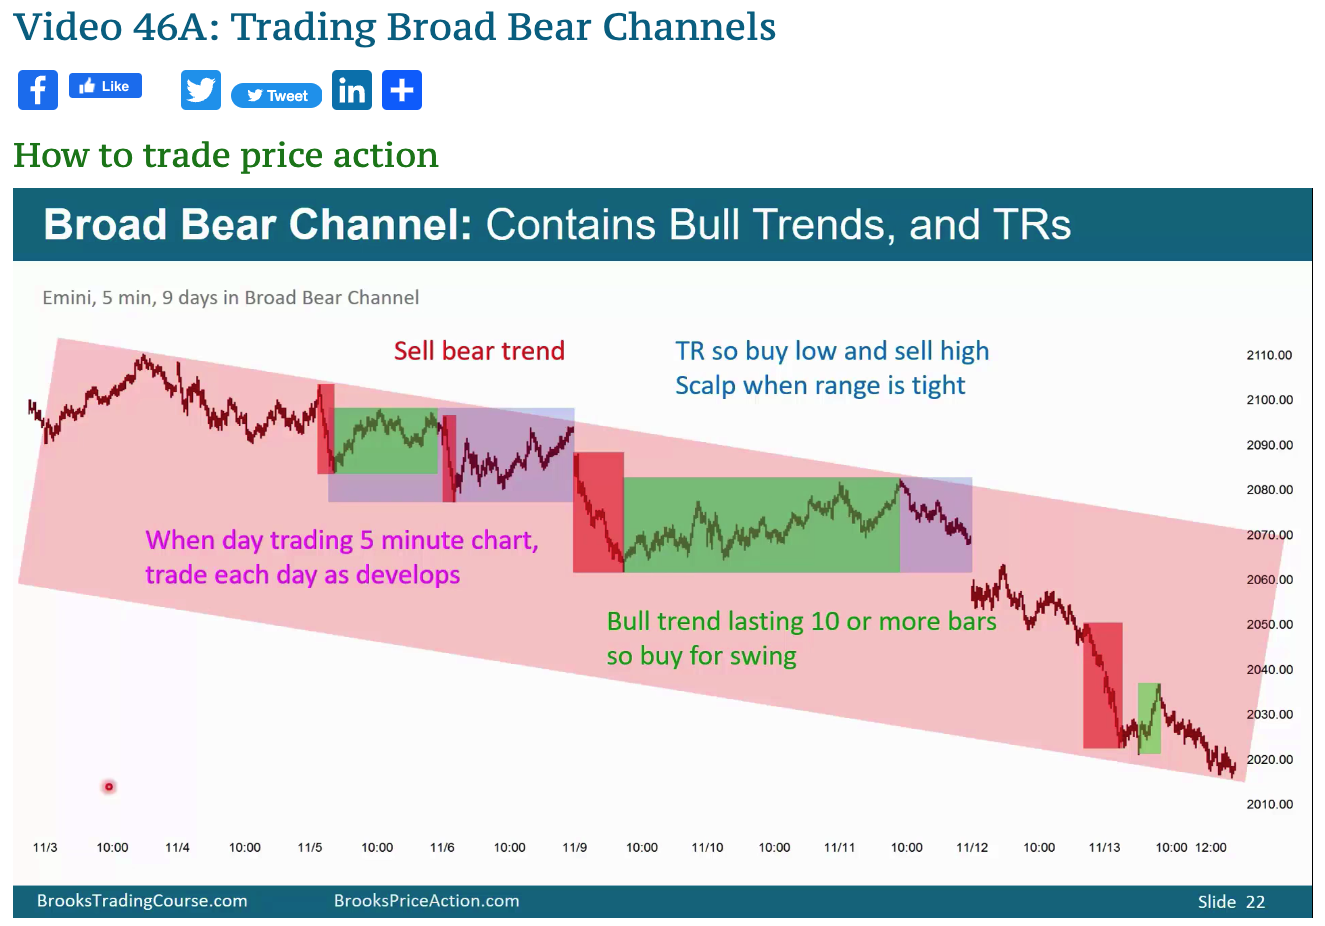 Video 46A: Trading Broad Bear Channels
Like
Tweet
How to trade price action
Broad Bear Channel: Contains Bull Trends, and TRs
Emini, 5 min, 9 days in Broad Bear Channel
Sell bear trend
TR so buy low and sell high
Scalp when range is tight
2110.00
2100.00
2090.00
2080.00
2070.00
2060.00
2050.00
2040.00
2030.00
2020.00
2010.00
When day trading 5 minute chart,
trade each day as develops
Bull trend lasting 10 or more bars
so buy for swing
11/3 10:00 11/4 10:00 11/5 10:00 11/6 10:00 11/9 10:00 11/10 10:00 11/11 10:00 11/12 10:00 11/13 10:00 12:00
BrooksTradingCourse.com BrooksPriceAction.com Slide 22